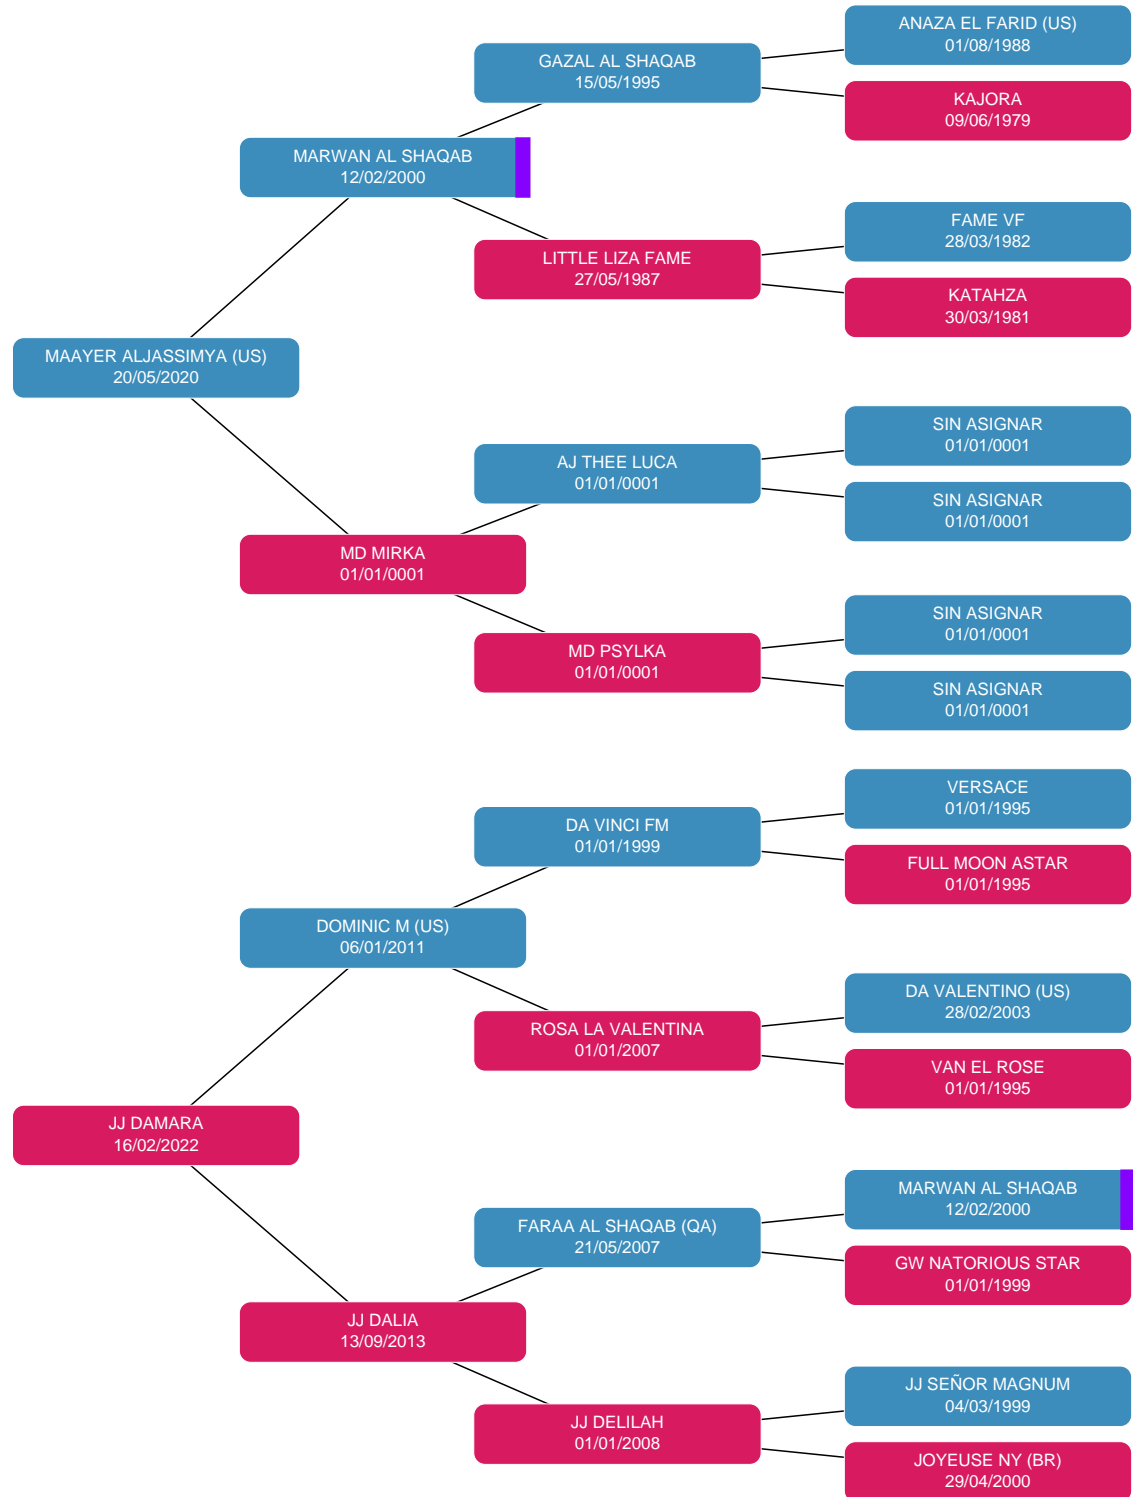 ANAZA EL FARID (US)
01/08/1988
GAZAL AL SHAQAB
15/05/1995
KAJORA
09/06/1979
MARWAN AL SHAQAB
12/02/2000
FAME VF
28/03/1982
LITTLE LIZA FAME
27/05/1987
KATAHZA
30/03/1981
MAAYER ALJASSIMYA (US)
20/05/2020
SIN ASIGNAR
01/01/0001
AJ THEE LUCA
01/01/0001
SIN ASIGNAR
01/01/0001
MD MIRKA
01/01/0001
SIN ASIGNAR
01/01/0001
MD PSYLKA
01/01/0001
SIN ASIGNAR
01/01/0001
VERSACE
01/01/1995
DA VINCI FM
01/01/1999
FULL MOON ASTAR
01/01/1995
DOMINIC M (US)
06/01/2011
DA VALENTINO (US)
28/02/2003
ROSA LA VALENTINA
01/01/2007
VAN EL ROSE
01/01/1995
JJ DAMARA
16/02/2022
MARWAN AL SHAQAB
12/02/2000
FARAA AL SHAQAB (QA)
21/05/2007
GW NATORIOUS STAR
01/01/1999
JJ DALIA
13/09/2013
JJ SEÑOR MAGNUM
04/03/1999
JJ DELILAH
01/01/2008
JOYEUSE NY (BR)
29/04/2000